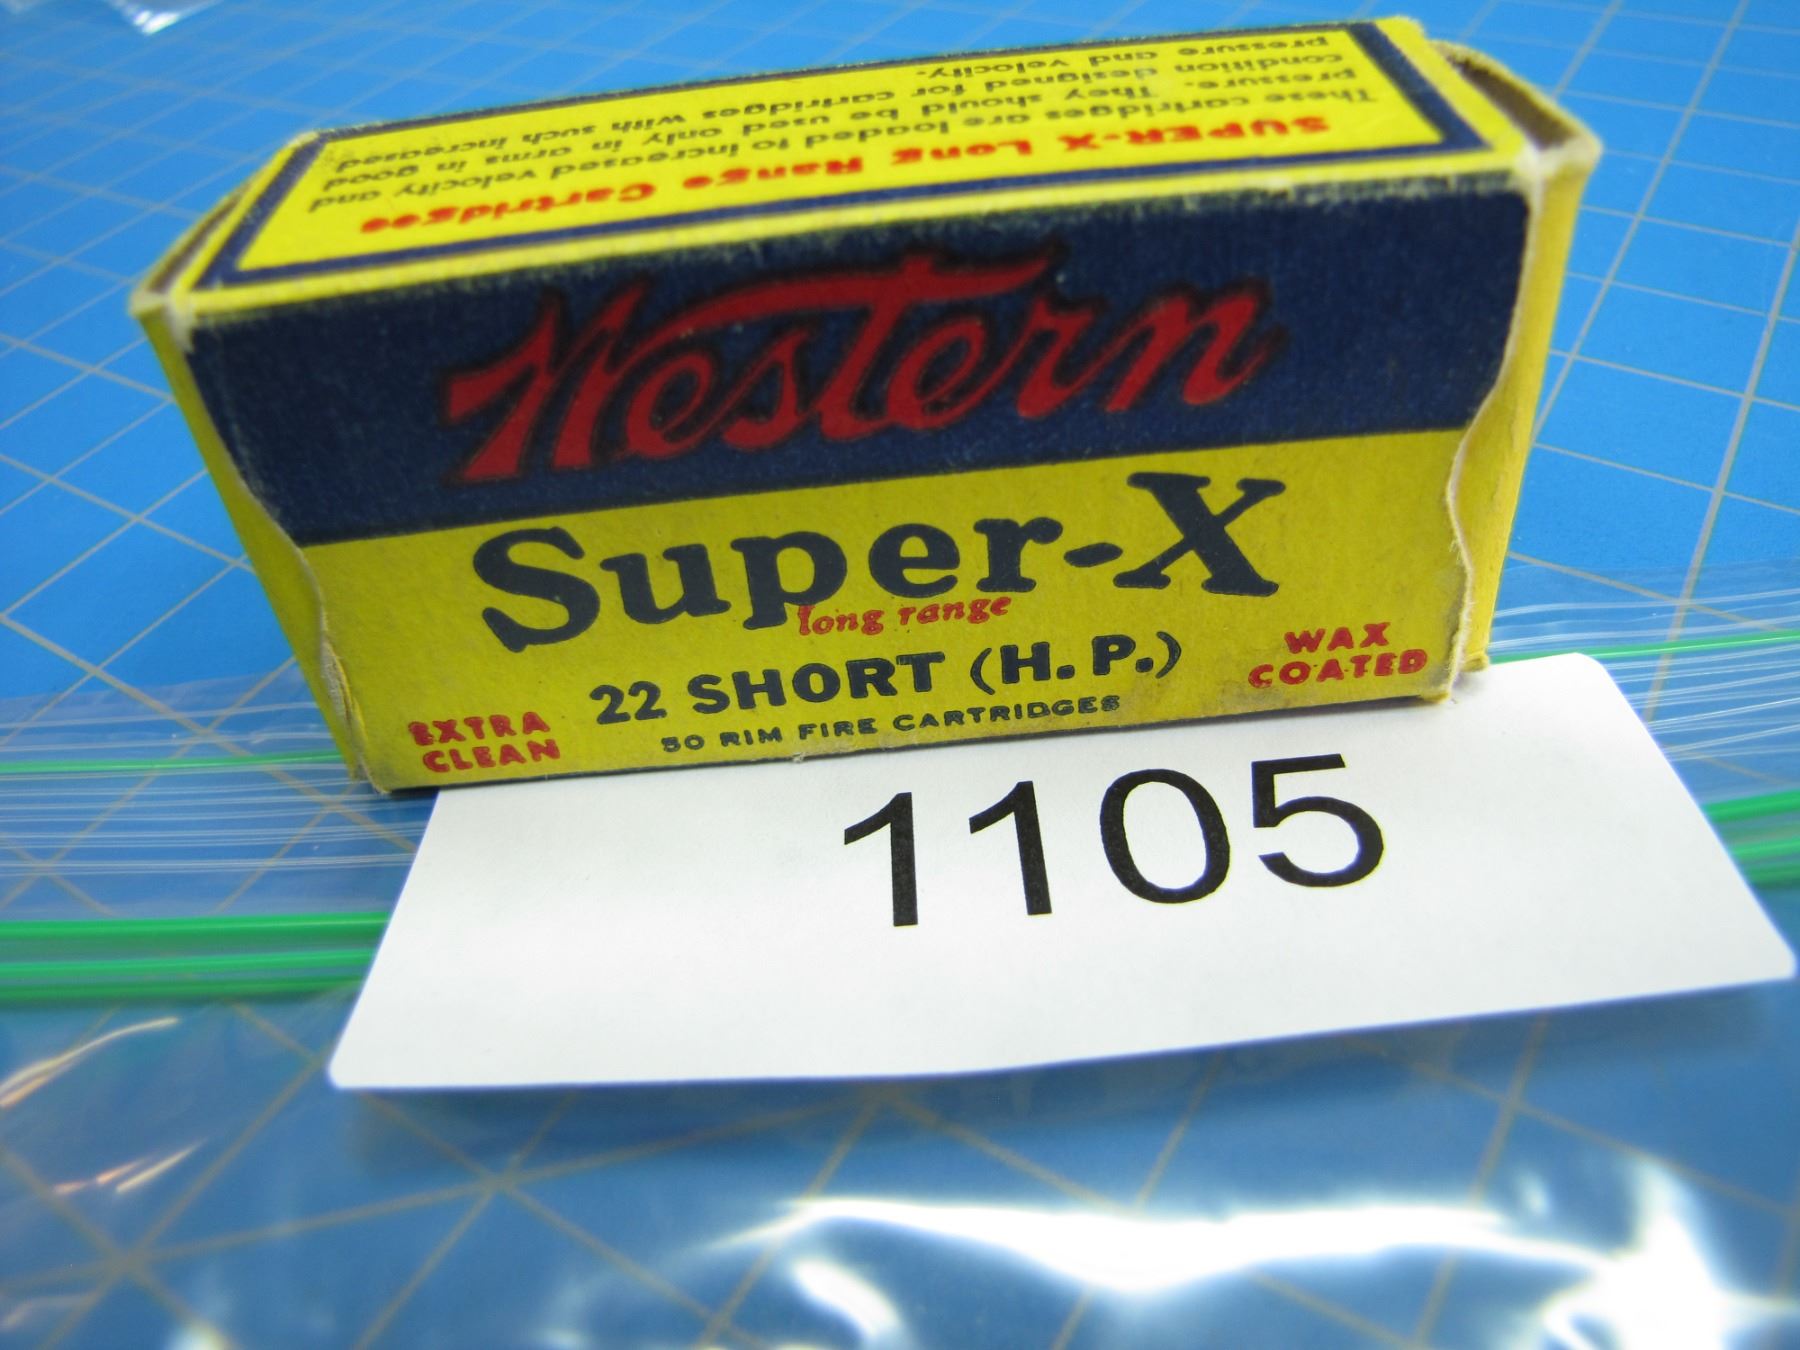 SUPER-X Long Range Cartridges
These cartridges are loaded to increased velocity and
pressure. They should be used only in arms in good
condition designed for cartridges with such increased
pressure and velocity.
Western
Super-X
long range
22 SHORT (H. P.)
50 RIM FIRE CARTRIDGES
EXTRA
CLEAN
WAX
COATED
1105